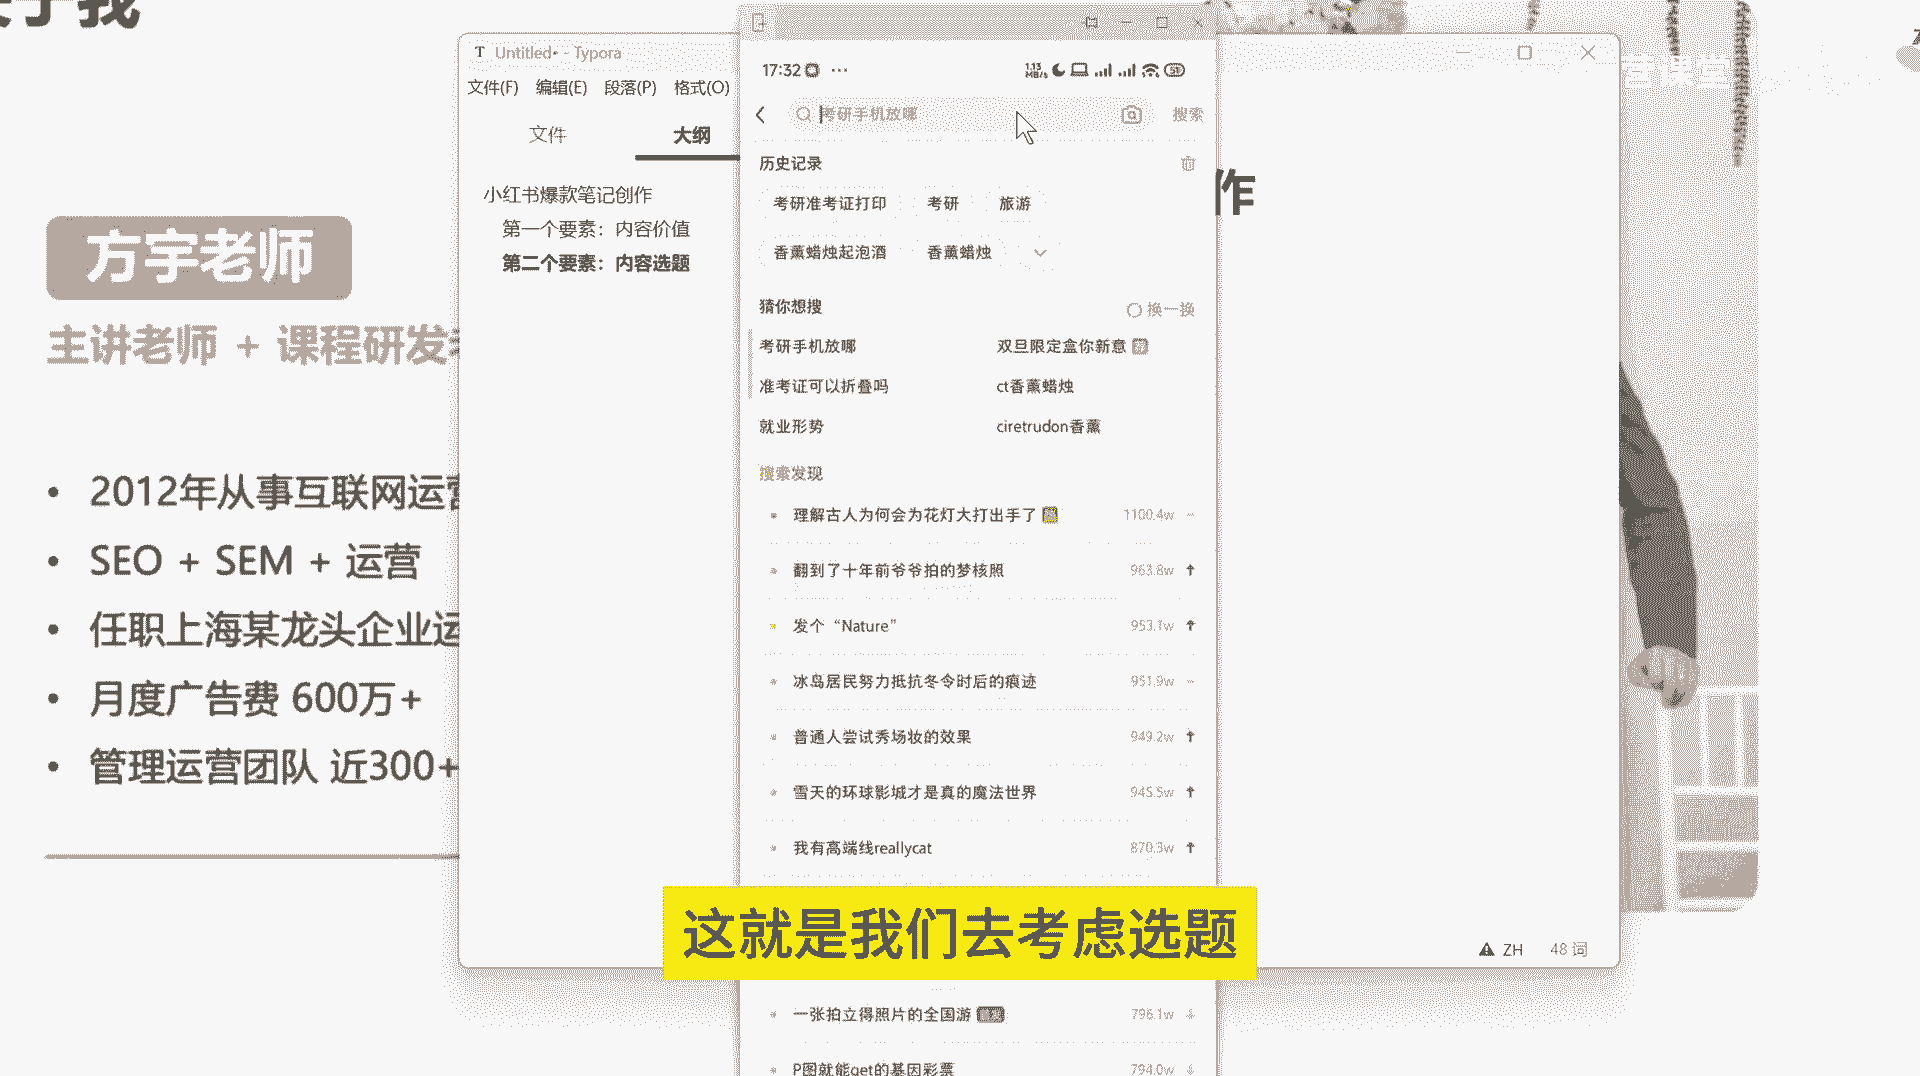 关于我
方宇老师
主讲老师 + 课程研发
• 2012年从事互联网运营
• SEO + SEM + 运营
• 任职上海某龙头企业运
• 月度广告费 600万+
• 管理运营团队 近300+
Untitled• - Typora
文件(F) 编辑(E) 段落(P) 格式(O)
文件 大纲
小红书爆款笔记创作
第一个要素：内容价值
第二个要素：内容选题
作
ZH 48 词
17:32 ···
1.13 MB/s 51
考研手机放哪 搜索
历史记录
考研准考证打印 考研 旅游
香薰蜡烛起泡酒 香薰蜡烛
猜你想搜 换一换
考研手机放哪 双旦限定盒你新意
准考证可以折叠吗 ct香薰蜡烛
就业形势 ciretrudon香薰
搜索发现
理解古人为何会为花灯大打出手了 1100.4w
翻到了十年前爷爷拍的梦核照 963.8w
发个“Nature” 953.1w
冰岛居民努力抵抗冬令时后的痕迹 951.9w
普通人尝试秀场妆的效果 949.2w
雪天的环球影城才是真的魔法世界 945.5w
我有高端线reallycat 870.3w
这就是我们去考虑选题
一张拍立得照片的全国游 796.1w
P图就能get的基因彩票 794.0w